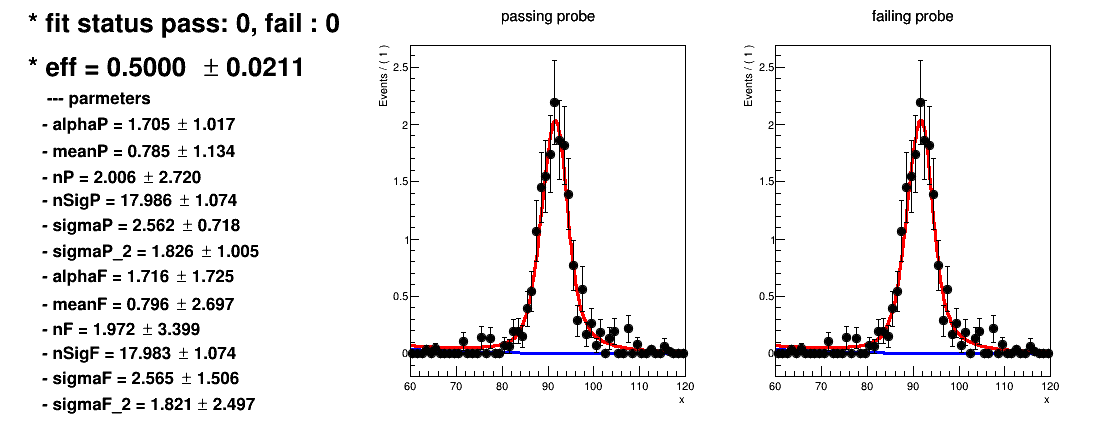 * fit status pass: 0, fail : 0
* eff = 0.5000 ± 0.0211
--- parmeters
- alphaP = 1.705 ± 1.017
- meanP = 0.785 ± 1.134
- nP = 2.006 ± 2.720
- nSigP = 17.986 ± 1.074
- sigmaP = 2.562 ± 0.718
- sigmaP_2 = 1.826 ± 1.005
- alphaF = 1.716 ± 1.725
- meanF = 0.796 ± 2.697
- nF = 1.972 ± 3.399
- nSigF = 17.983 ± 1.074
- sigmaF = 2.565 ± 1.506
- sigmaF_2 = 1.821 ± 2.497
passing probe
Events / ( 1 )
2.5
2
1.5
1
0.5
0
60 70 80 90 100 110 120
x
failing probe
Events / ( 1 )
2.5
2
1.5
1
0.5
0
60 70 80 90 100 110 120
x